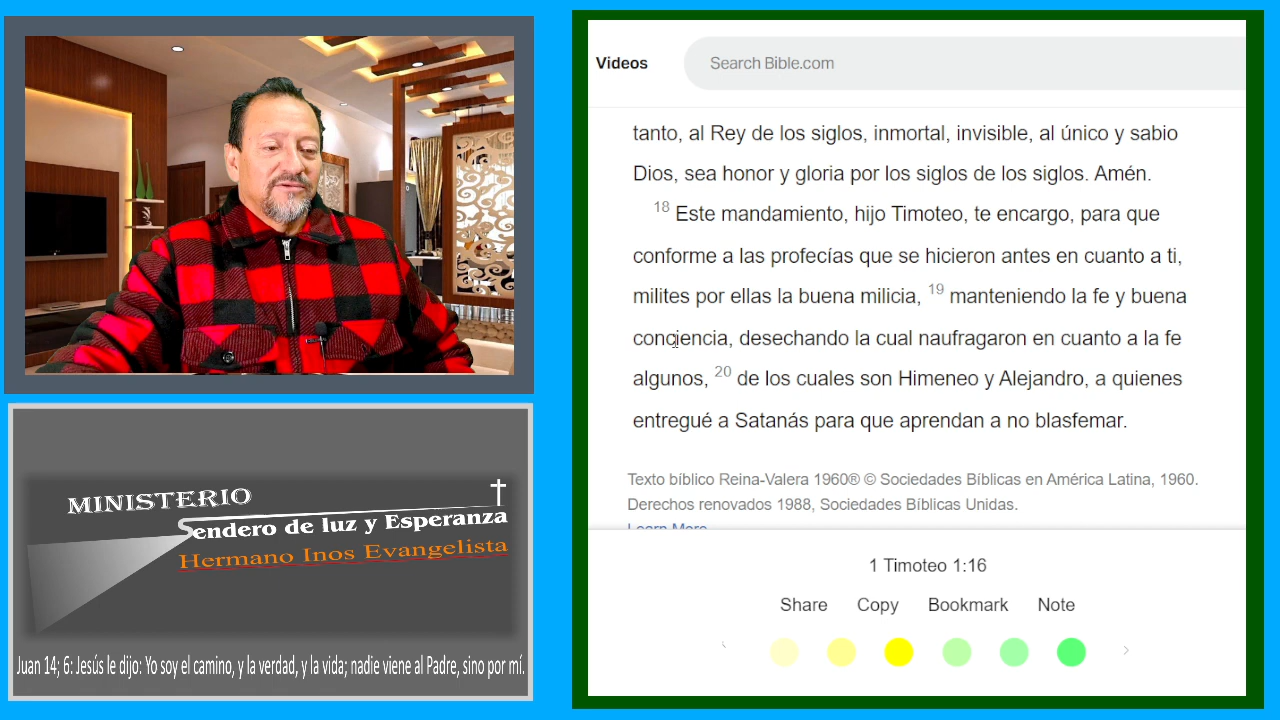 Videos
Search Bible.com
tanto, al Rey de los siglos, inmortal, invisible, al único y sabio
Dios, sea honor y gloria por los siglos de los siglos. Amén.
18 Este mandamiento, hijo Timoteo, te encargo, para que
conforme a las profecías que se hicieron antes en cuanto a ti,
milites por ellas la buena milicia, 19 manteniendo la fe y buena
conciencia, desechando la cual naufragaron en cuanto a la fe
algunos, 20 de los cuales son Himeneo y Alejandro, a quienes
entregué a Satanás para que aprendan a no blasfemar.
Texto bíblico Reina-Valera 1960® © Sociedades Bíblicas en América Latina, 1960.
Derechos renovados 1988, Sociedades Bíblicas Unidas.
Learn More
1 Timoteo 1:16
Share Copy Bookmark Note
MINISTERIO
Sendero de luz y Esperanza
Hermano Inos Evangelista
Juan 14; 6: Jesús le dijo: Yo soy el camino, y la verdad, y la vida; nadie viene al Padre, sino por mí.